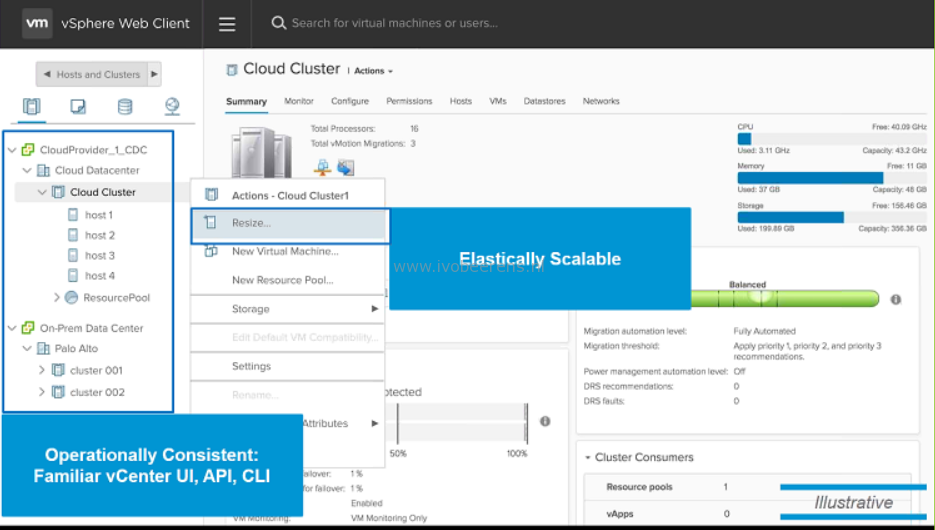 vm vSphere Web Client
Search for virtual machines or users...
Hosts and Clusters
CloudProvider_1_CDC
Cloud Datacenter
Cloud Cluster
host 1
host 2
host 3
host 4
ResourcePool
On-Prem Data Center
Palo Alto
cluster 001
cluster 002
Operationally Consistent:
Familiar vCenter UI, API, CLI
Cloud Cluster | Actions
Summary Monitor Configure Permissions Hosts VMs Datastores Networks
Total Processors: 16
Total vMotion Migrations: 3
CPU Free: 40.09 GHz
Used: 3.11 GHz Capacity: 43.2 GHz
Memory Free: 11 GB
Used: 37 GB Capacity: 48 GB
Storage Free: 156.46 GB
Used: 199.89 GB Capacity: 356.36 GB
Actions - Cloud Cluster1
Resize...
New Virtual Machine...
New Resource Pool...
Storage
Edit Default VM Compatibility...
Settings
Rename...
Attributes
Elastically Scalable
www.ivobeerens.nl
Balanced
Migration automation level: Fully Automated
Migration threshold: Apply priority 1, priority 2, and priority 3
recommendations.
Power management automation level: Off
DRS recommendations: 0
DRS faults: 0
otected
50% 100%
ailover: 1 %
for failover: 1 %
Enabled
VM Monitoring: VM Monitoring Only
Cluster Consumers
Resource pools 1
vApps 0
Illustrative